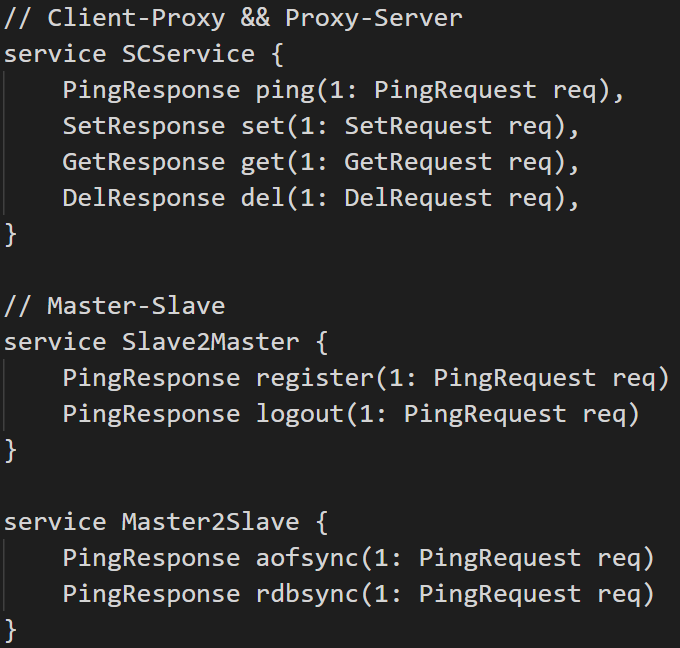 // Client-Proxy && Proxy-Server
service SCService {
    PingResponse ping(1: PingRequest req),
    SetResponse set(1: SetRequest req),
    GetResponse get(1: GetRequest req),
    DelResponse del(1: DelRequest req),
}

// Master-Slave
service Slave2Master {
    PingResponse register(1: PingRequest req)
    PingResponse logout(1: PingRequest req)
}

service Master2Slave {
    PingResponse aofsync(1: PingRequest req)
    PingResponse rdbsync(1: PingRequest req)
}